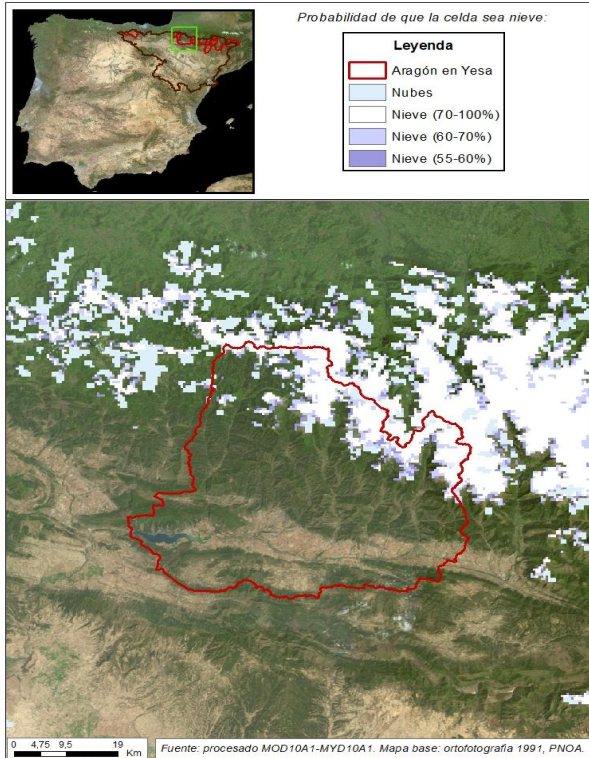 Probabilidad de que la celda sea nieve:
Leyenda
Aragón en Yesa
Nubes
Nieve (70-100%)
Nieve (60-70%)
Nieve (55-60%)
0 4,75 9,5 19
Km
Fuente: procesado MOD10A1-MYD10A1. Mapa base: ortofotografía 1991, PNOA.